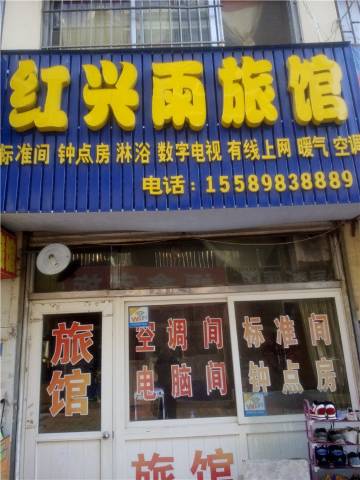 红兴雨旅馆
标准间 钟点房 淋浴 数字电视 有线上网 暖气 空调
电话：15589838889
旅馆
空调间
电脑间
标准间
钟点房
WiFi
WiFi
旅馆